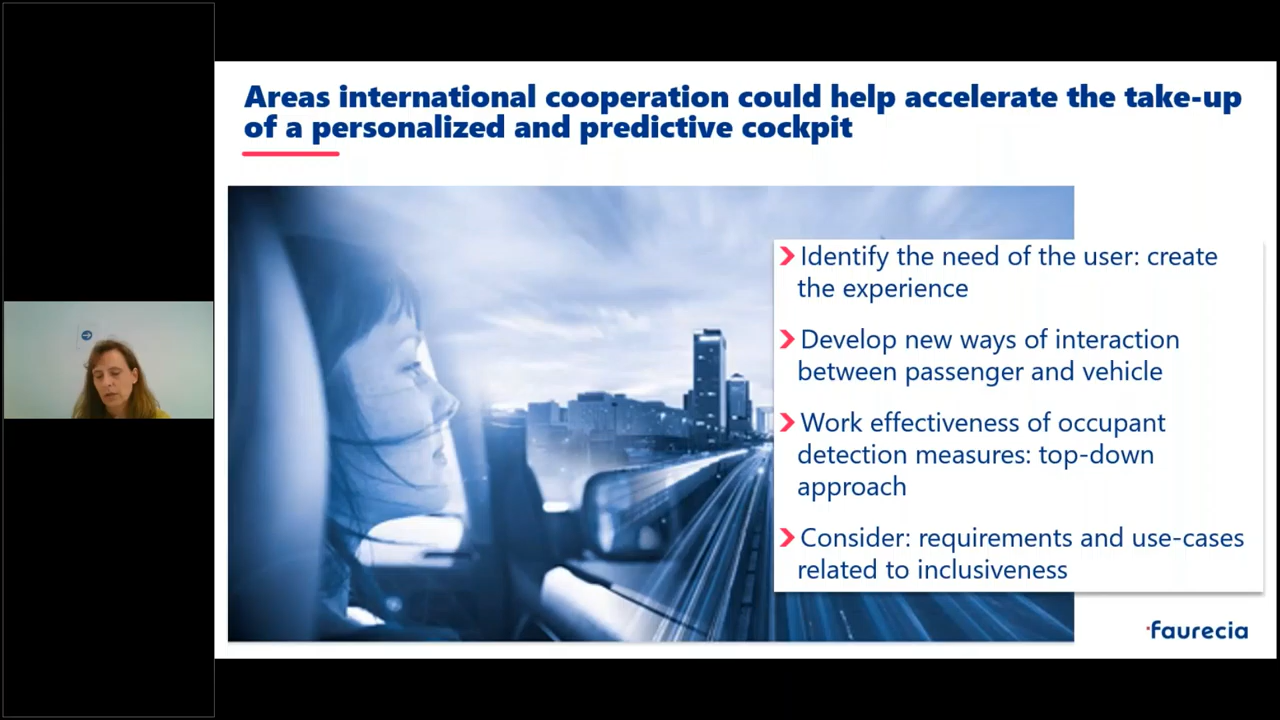 Areas international cooperation could help accelerate the take-up
of a personalized and predictive cockpit
Identify the need of the user: create
the experience
Develop new ways of interaction
between passenger and vehicle
Work effectiveness of occupant
detection measures: top-down
approach
Consider: requirements and use-cases
related to inclusiveness
faurecia